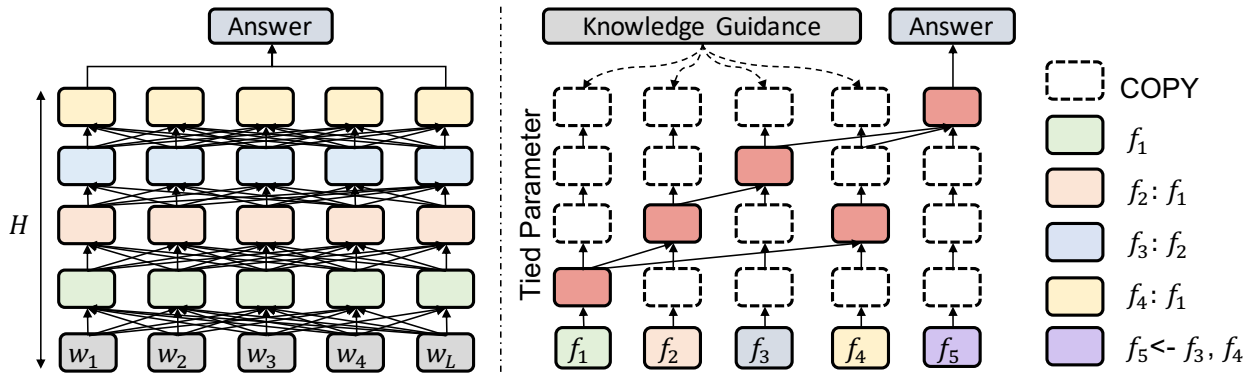 Answer
H
w₁ w₂ w₃ w₄ w_L
Knowledge Guidance
Answer
Tied Parameter
f₁ f₂ f₃ f₄ f₅
COPY
f₁
f₂: f₁
f₃: f₂
f₄: f₁
f₅<- f₃, f₄